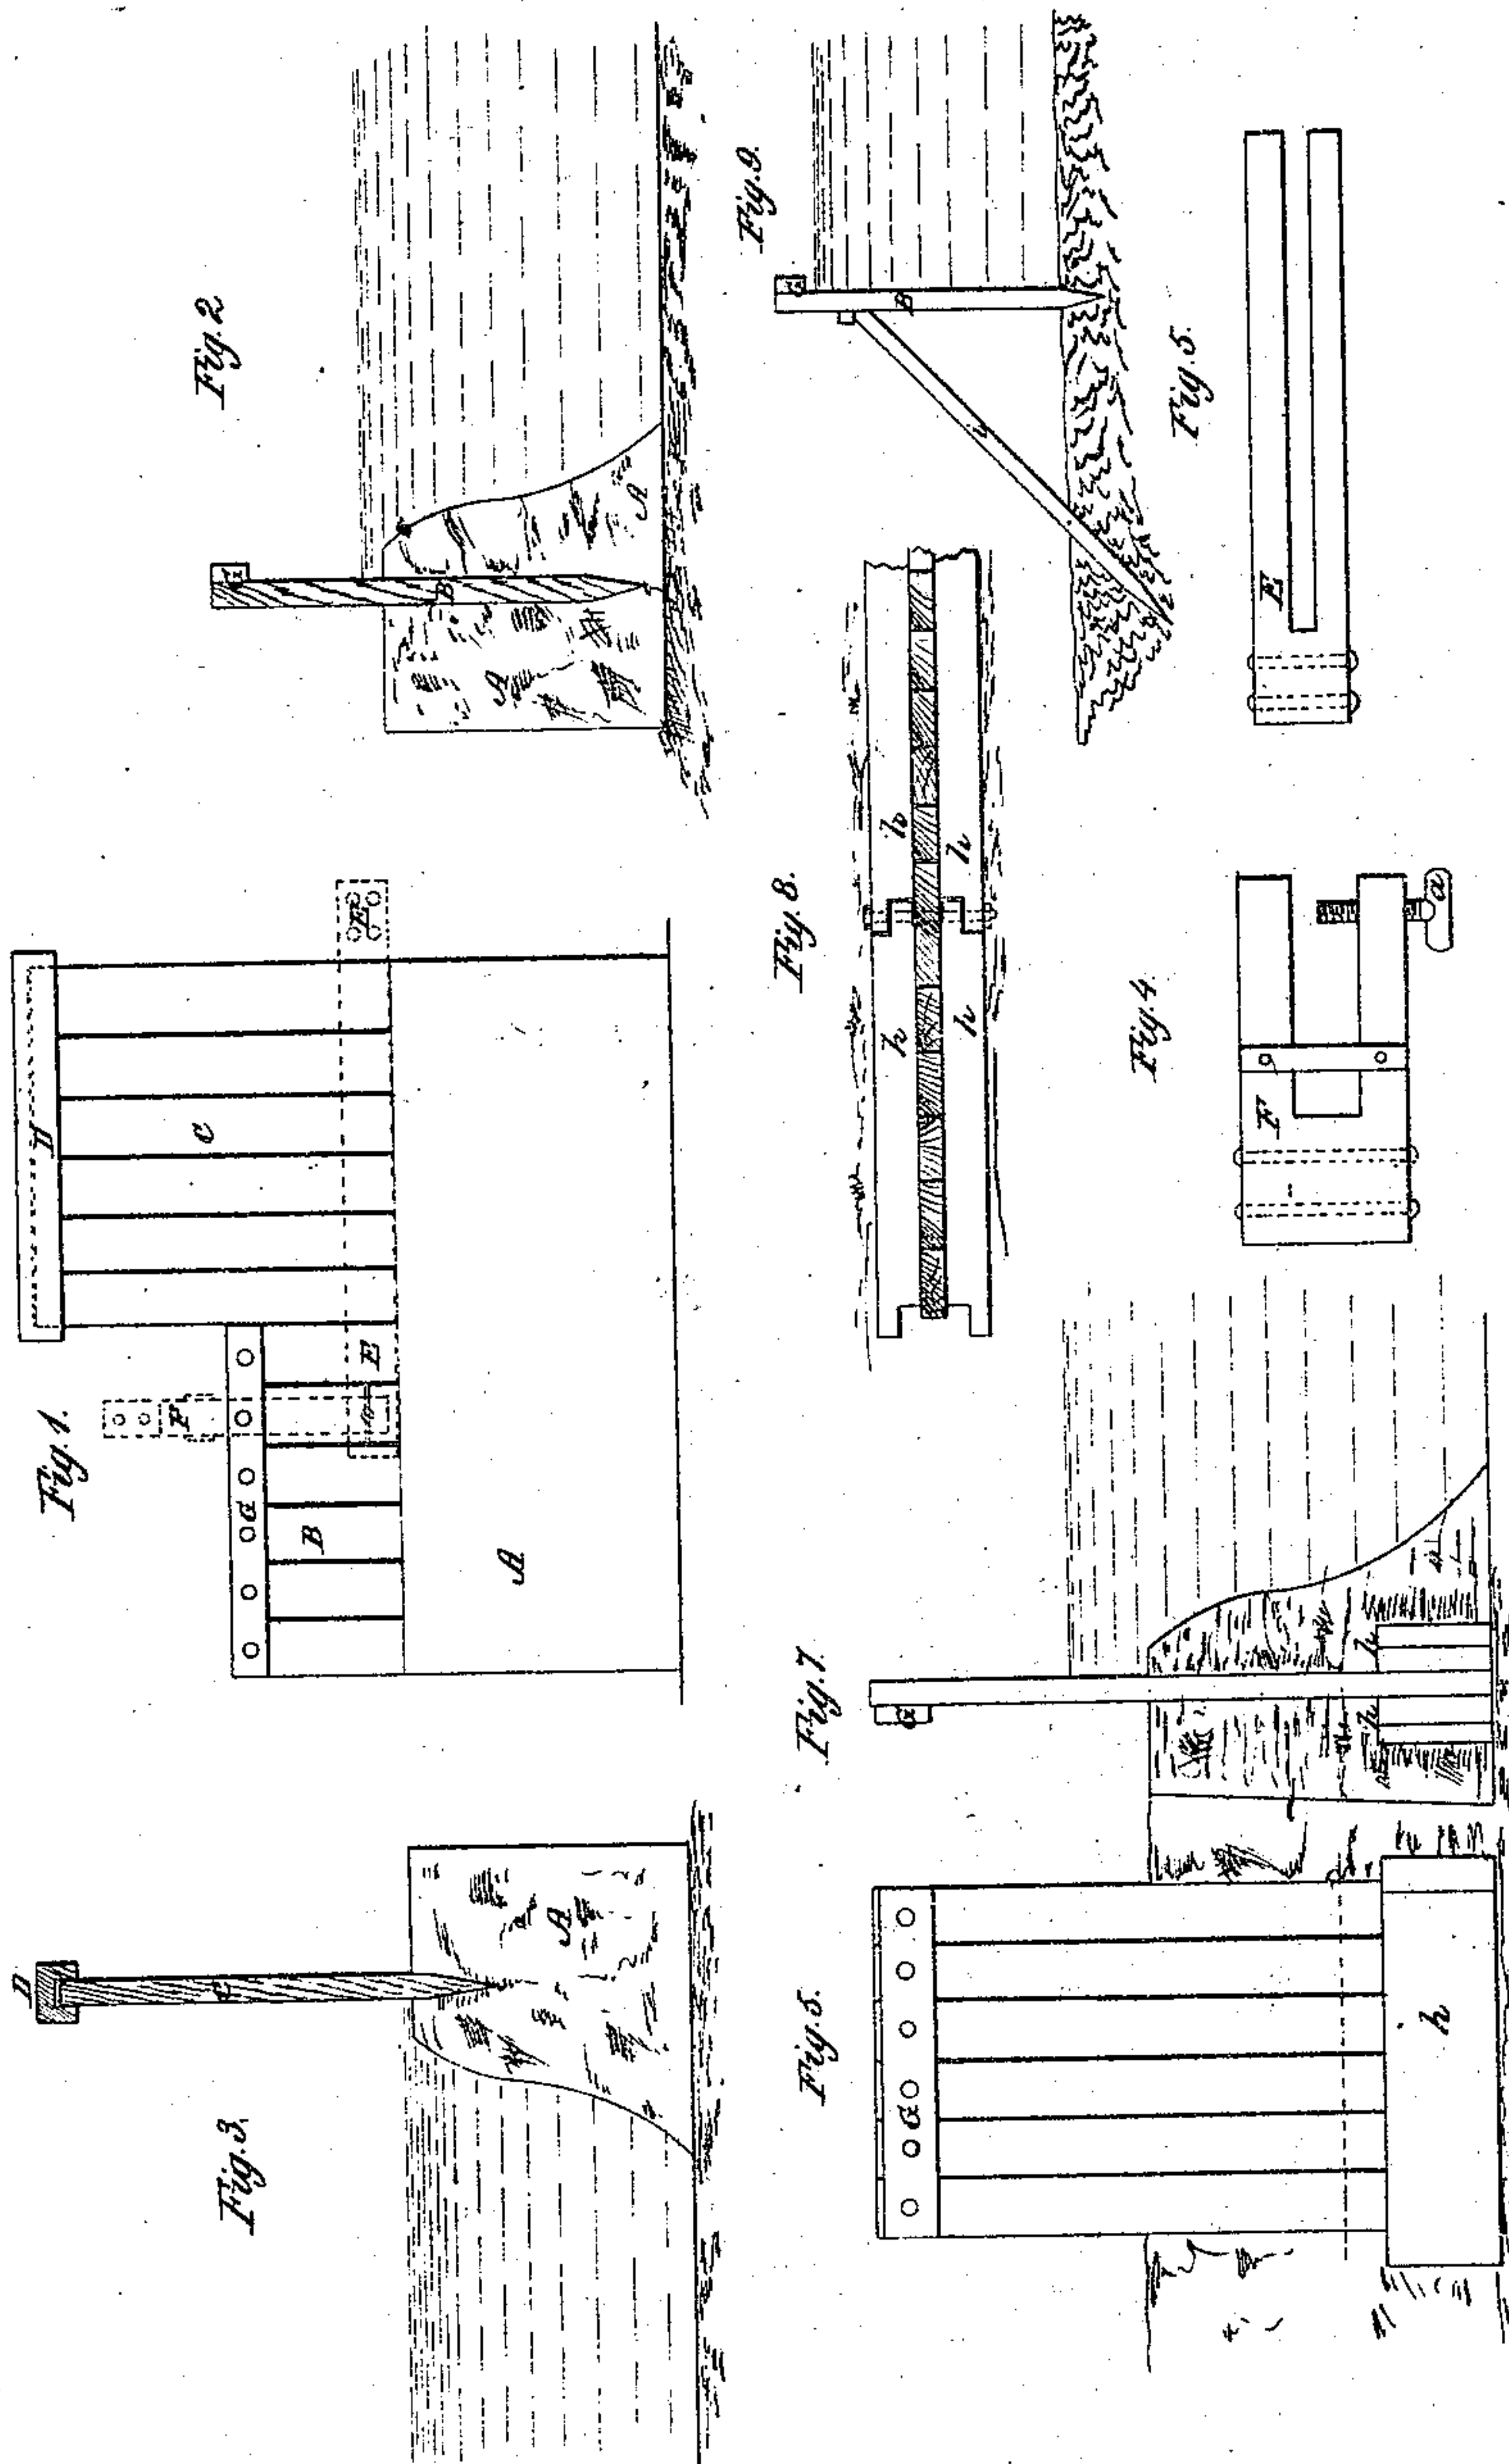 Fig. 1.
D
C
F
G
B
E
F
A
Fig. 2
G
B
A
A
Fig. 3.
D
C
A
Fig. 4.
F
a
Fig. 5.
E
Fig. 5.
G
h
Fig. 7.
G
h
h
Fig. 8.
h
h
h
h
Fig. 9.
B